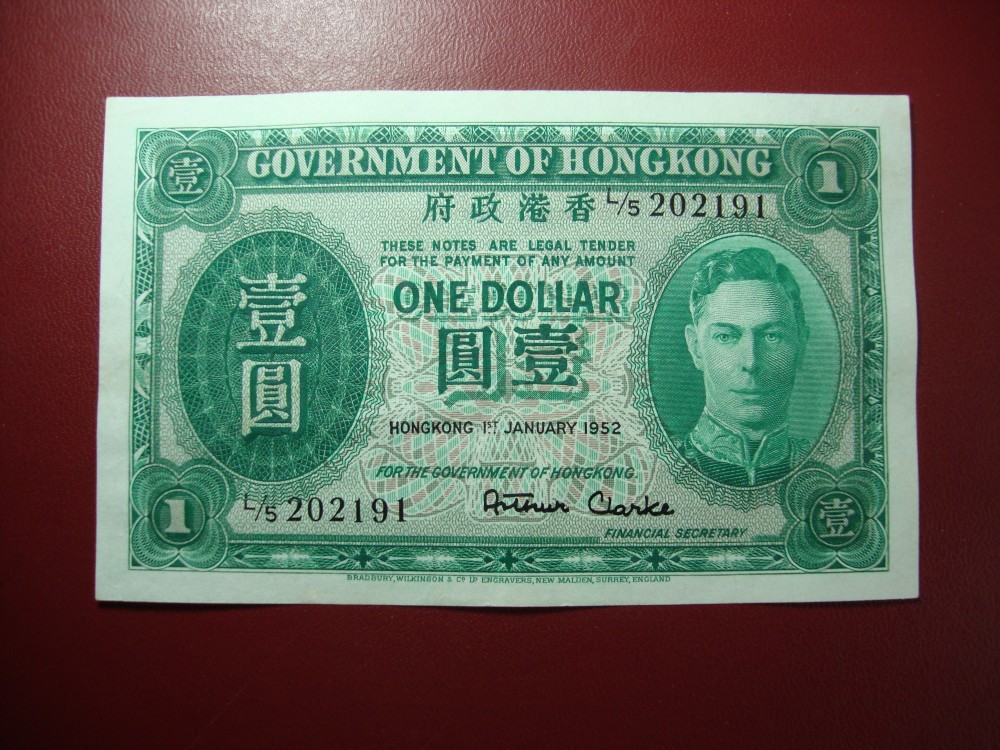 壹 GOVERNMENT OF HONGKONG 1
府政港香 L/5 202191
THESE NOTES ARE LEGAL TENDER
FOR THE PAYMENT OF ANY AMOUNT
ONE DOLLAR
圓壹
壹圓
HONGKONG 1ST JANUARY 1952
FOR THE GOVERNMENT OF HONGKONG.
1 L/5 202191 Arthur Clarke 壹
FINANCIAL SECRETARY
BRADBURY, WILKINSON & Co Ld ENGRAVERS, NEW MALDEN, SURREY, ENGLAND